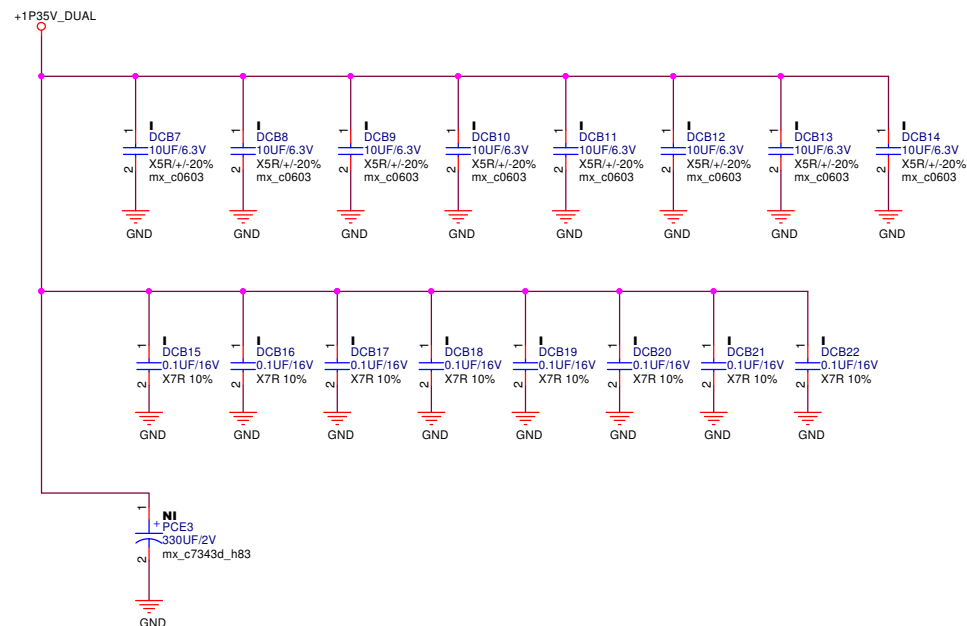 +1P35V_DUAL
1 I
DCB7
10UF/6.3V
X5R/+/-20%
2 mx_c0603
GND
1 I
DCB8
10UF/6.3V
X5R/+/-20%
2 mx_c0603
GND
1 I
DCB9
10UF/6.3V
X5R/+/-20%
2 mx_c0603
GND
1 I
DCB10
10UF/6.3V
X5R/+/-20%
2 mx_c0603
GND
1 I
DCB11
10UF/6.3V
X5R/+/-20%
2 mx_c0603
GND
1 I
DCB12
10UF/6.3V
X5R/+/-20%
2 mx_c0603
GND
1 I
DCB13
10UF/6.3V
X5R/+/-20%
2 mx_c0603
GND
1 I
DCB14
10UF/6.3V
X5R/+/-20%
2 mx_c0603
GND
1 I
DCB15
0.1UF/16V
X7R 10%
2
GND
1 I
DCB16
0.1UF/16V
X7R 10%
2
GND
1 I
DCB17
0.1UF/16V
X7R 10%
2
GND
1 I
DCB18
0.1UF/16V
X7R 10%
2
GND
1 I
DCB19
0.1UF/16V
X7R 10%
2
GND
1 I
DCB20
0.1UF/16V
X7R 10%
2
GND
1 I
DCB21
0.1UF/16V
X7R 10%
2
GND
1 I
DCB22
0.1UF/16V
X7R 10%
2
GND
1 NI
+ PCE3
330UF/2V
2 mx_c7343d_h83
GND